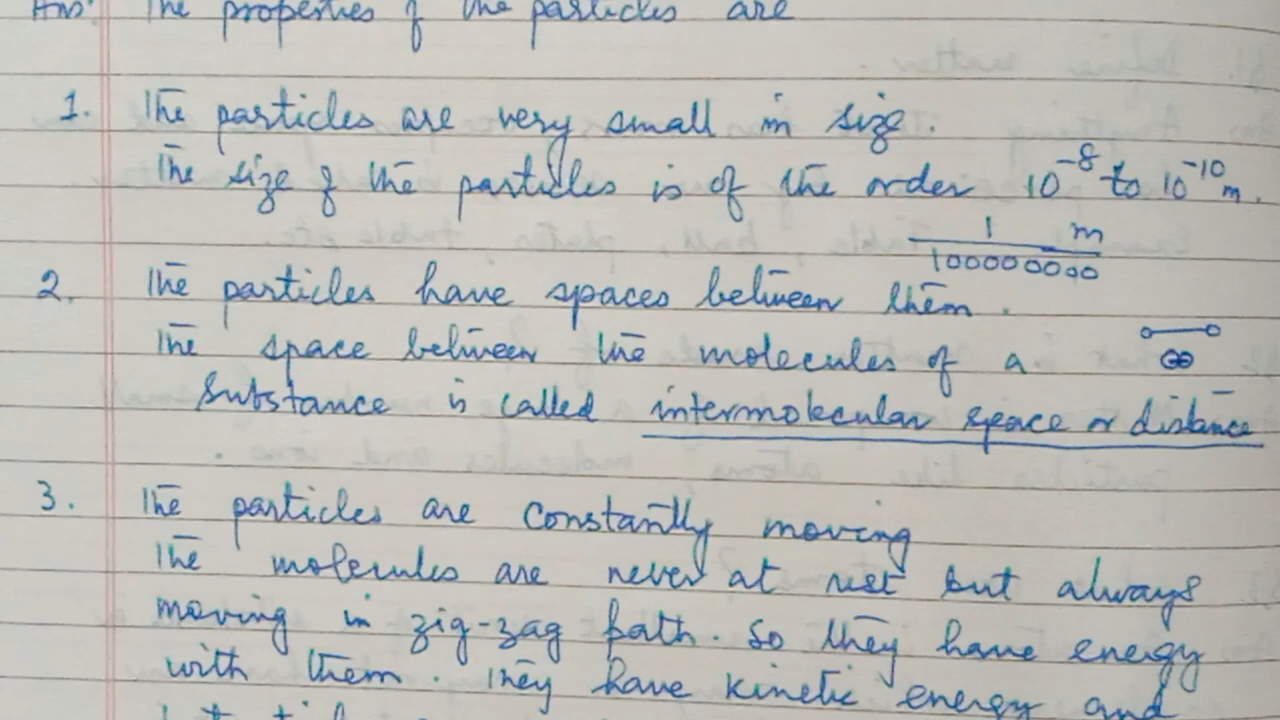 Ans. The properties of the particles are
1. The particles are very small in size.
The size of the particles is of the order 10⁻⁸ to 10⁻¹⁰ m.
1 m
100000000
2. The particles have spaces between them.
The space between the molecules of a
substance is called intermolecular space or distance
3. The particles are constantly moving
The molecules are never at rest but always
moving in zig-zag path. So they have energy
with them. They have kinetic energy and